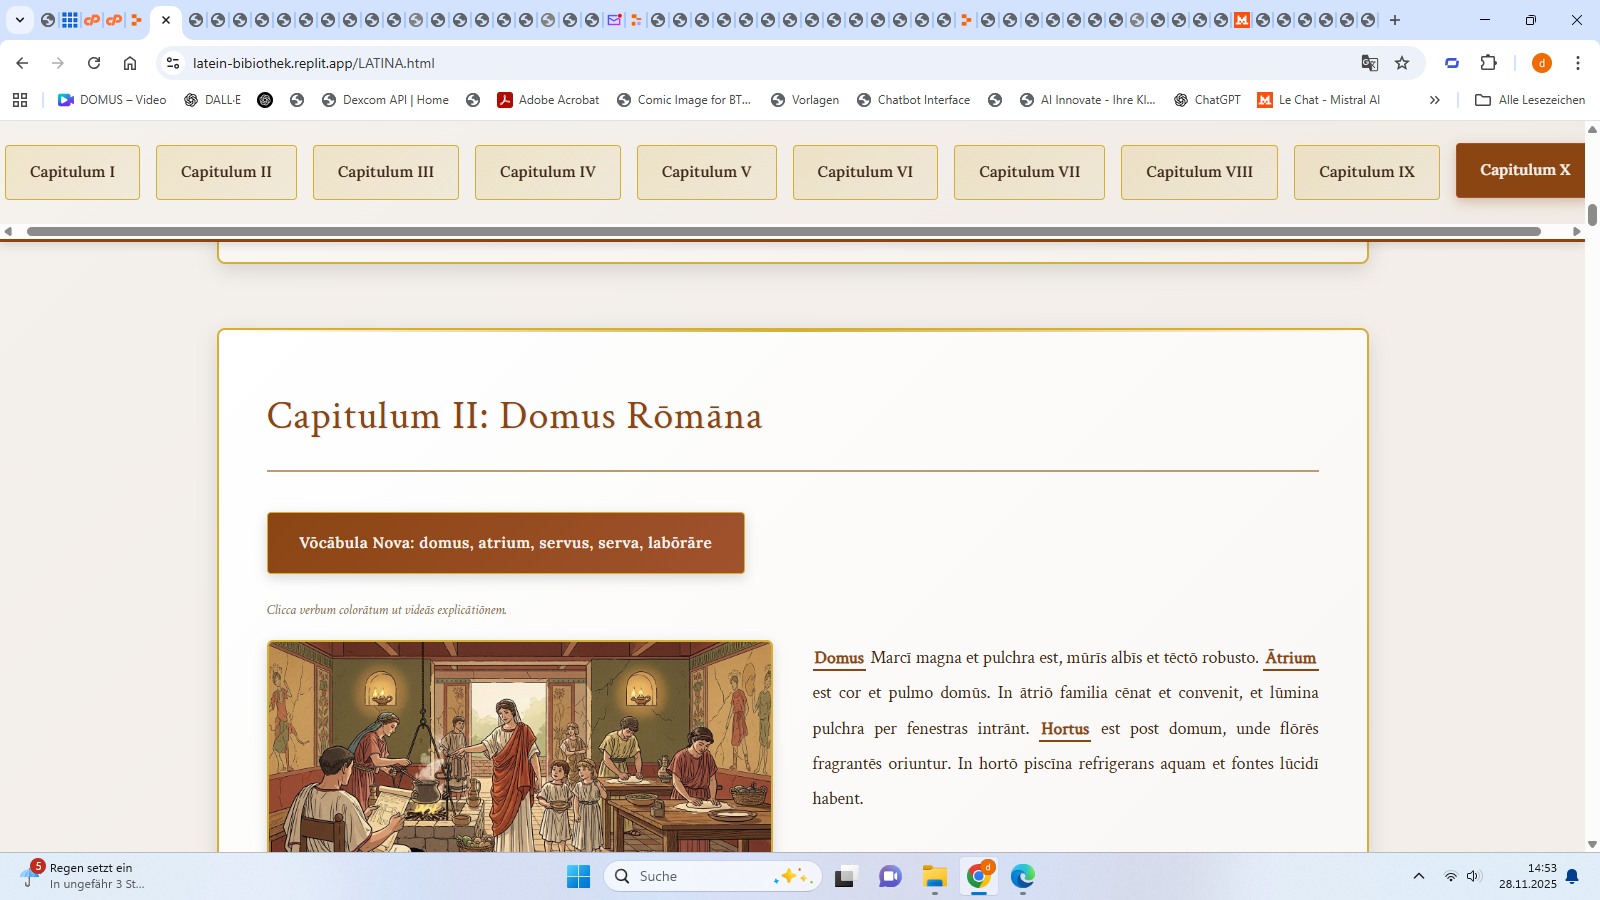 latein-bibiothek.replit.app/LATINA.html
d
DOMUS – Video
DALL·E
Dexcom API | Home
Adobe Acrobat
Comic Image for BT...
Vorlagen
Chatbot Interface
AI Innovate - Ihre KI...
ChatGPT
Le Chat - Mistral AI
Alle Lesezeichen
Capitulum I
Capitulum II
Capitulum III
Capitulum IV
Capitulum V
Capitulum VI
Capitulum VII
Capitulum VIII
Capitulum IX
Capitulum X
Capitulum II: Domus Rōmāna
Vōcābula Nova: domus, atrium, servus, serva, labōrāre
Clicca verbum colorātum ut videās explicātiōnem.
Domus Marcī magna et pulchra est, mūrīs albīs et tēctō robusto. Ātrium
est cor et pulmo domūs. In ātriō familia cēnat et convenit, et lūmina
pulchra per fenestras intrānt. Hortus est post domum, unde flōrēs
fragrantēs oriuntur. In hortō piscīna refrigerans aquam et fontes lūcidī
habent.
5
Regen setzt ein
In ungefähr 3 St...
Suche
d
14:53
28.11.2025